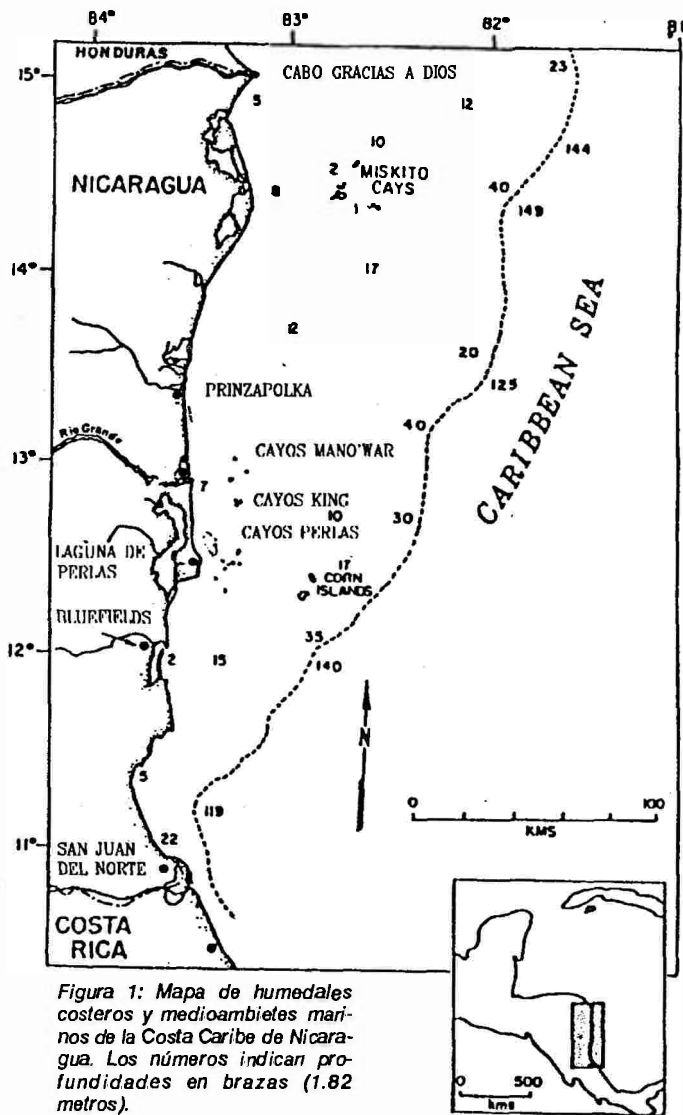 84° 83° 82° 81
HONDURAS
15° CABO GRACIAS A DIOS 23
5 12
10 144
2 MISKITO
NICARAGUA 8 CAYS 40
1 149
14° 17
12
20
PRINZAPOLKA 125
40
Rio Grande CAYOS MANO'WAR
13°
7 CAYOS KING
10 30
CAYOS PERLAS
LAGUNA DE
PERLAS
17
CORN
ISLANDS
BLUEFIELDS
35
12° 2 15 140
CARIBBEAN SEA
N
5
119
0 100
KMS
22
11°
SAN JUAN
DEL NORTE
COSTA
RICA
Figura 1: Mapa de humedales
costeros y medioambietes mari-
nos de la Costa Caribe de Nicara-
gua. Los números indican pro-
fundidades en brazas (1.82
metros).
0 500
kms